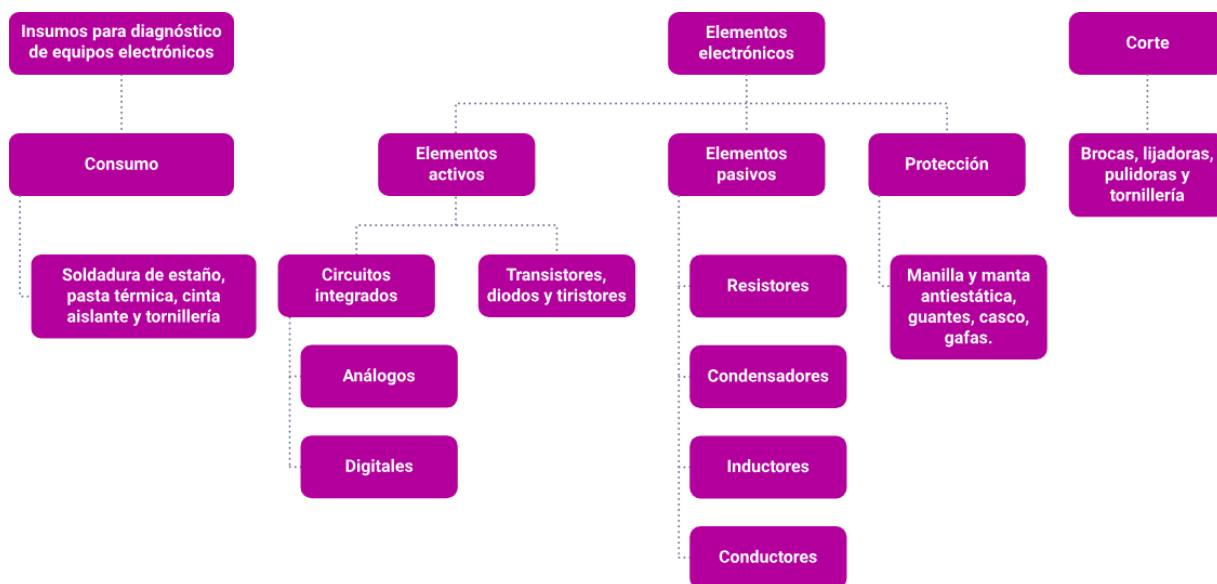 Insumos para diagnóstico
de equipos electrónicos
Elementos
electrónicos
Corte
Consumo
Elementos
activos
Elementos
pasivos
Protección
Brocas, lijadoras,
pulidoras y
tornillería
Soldadura de estaño,
pasta térmica, cinta
aislante y tornillería
Circuitos
integrados
Transistores,
diodos y tiristores
Resistores
Manilla y manta
antiestática,
guantes, casco,
gafas.
Análogos
Condensadores
Digitales
Inductores
Conductores